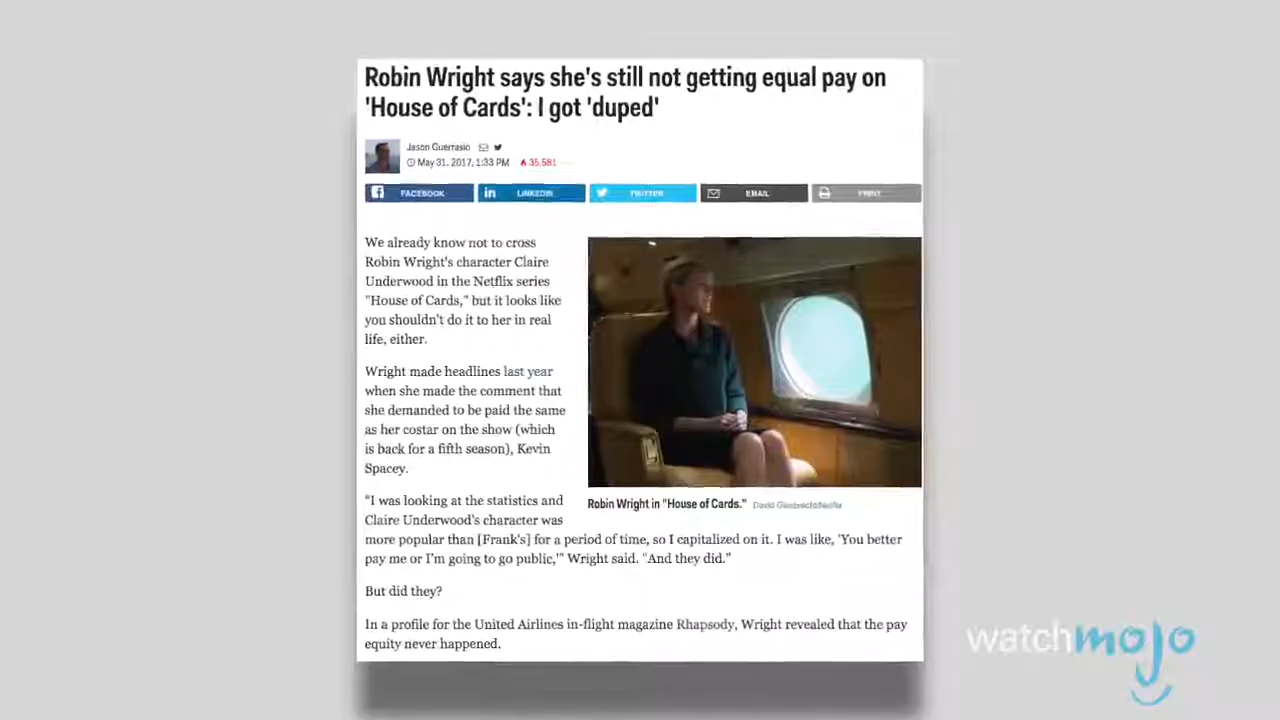 Robin Wright says she's still not getting equal pay on
'House of Cards': I got 'duped'
Jason Guerrasio
May 31, 2017, 1:33 PM 35,581
FACEBOOK LINKEDIN TWITTER EMAIL PRINT
We already know not to cross
Robin Wright's character Claire
Underwood in the Netflix series
"House of Cards," but it looks like
you shouldn't do it to her in real
life, either.
Wright made headlines last year
when she made the comment that
she demanded to be paid the same
as her costar on the show (which
is back for a fifth season), Kevin
Spacey.
"I was looking at the statistics and
Claire Underwood's character was
more popular than [Frank's] for a period of time, so I capitalized on it. I was like, 'You better
pay me or I'm going to go public,'" Wright said. "And they did."
But did they?
In a profile for the United Airlines in-flight magazine Rhapsody, Wright revealed that the pay
equity never happened.
Robin Wright in "House of Cards." David Giesbrecht/Netflix
watchmojo